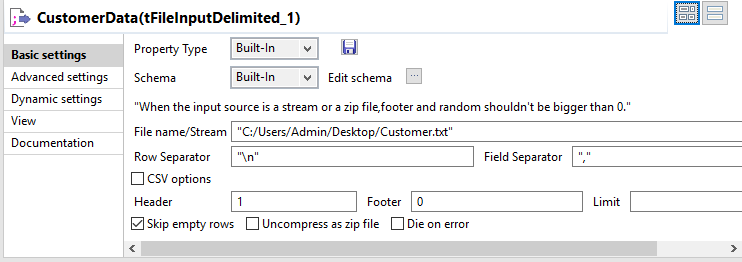 CustomerData(tFileInputDelimited_1)
Basic settings
Advanced settings
Dynamic settings
View
Documentation
Property Type Built-In
Schema Built-In Edit schema ...
"When the input source is a stream or a zip file,footer and random shouldn't be bigger than 0."
File name/Stream "C:/Users/Admin/Desktop/Customer.txt"
Row Separator "\n" Field Separator ","
CSV options
Header 1 Footer 0 Limit
Skip empty rows Uncompress as zip file Die on error